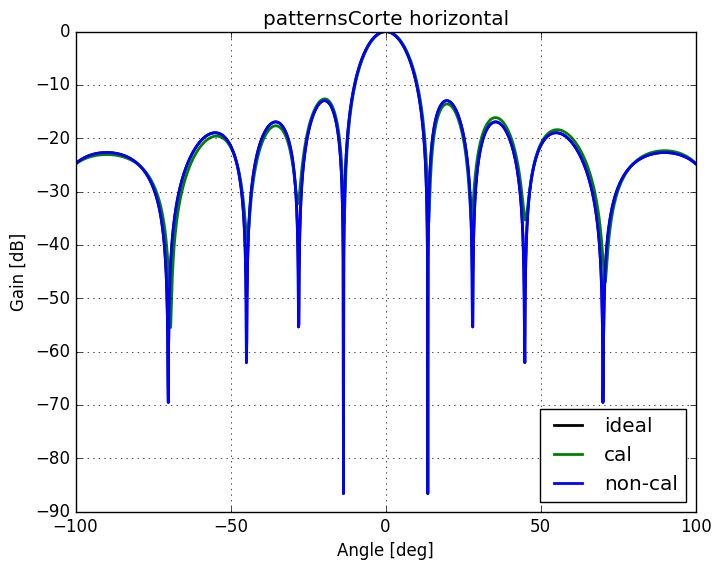 patternsCorte horizontal
Gain [dB]
0
−10
−20
−30
−40
−50
−60
−70
−80
−90
−100
−50
0
50
100
Angle [deg]
ideal
cal
non-cal